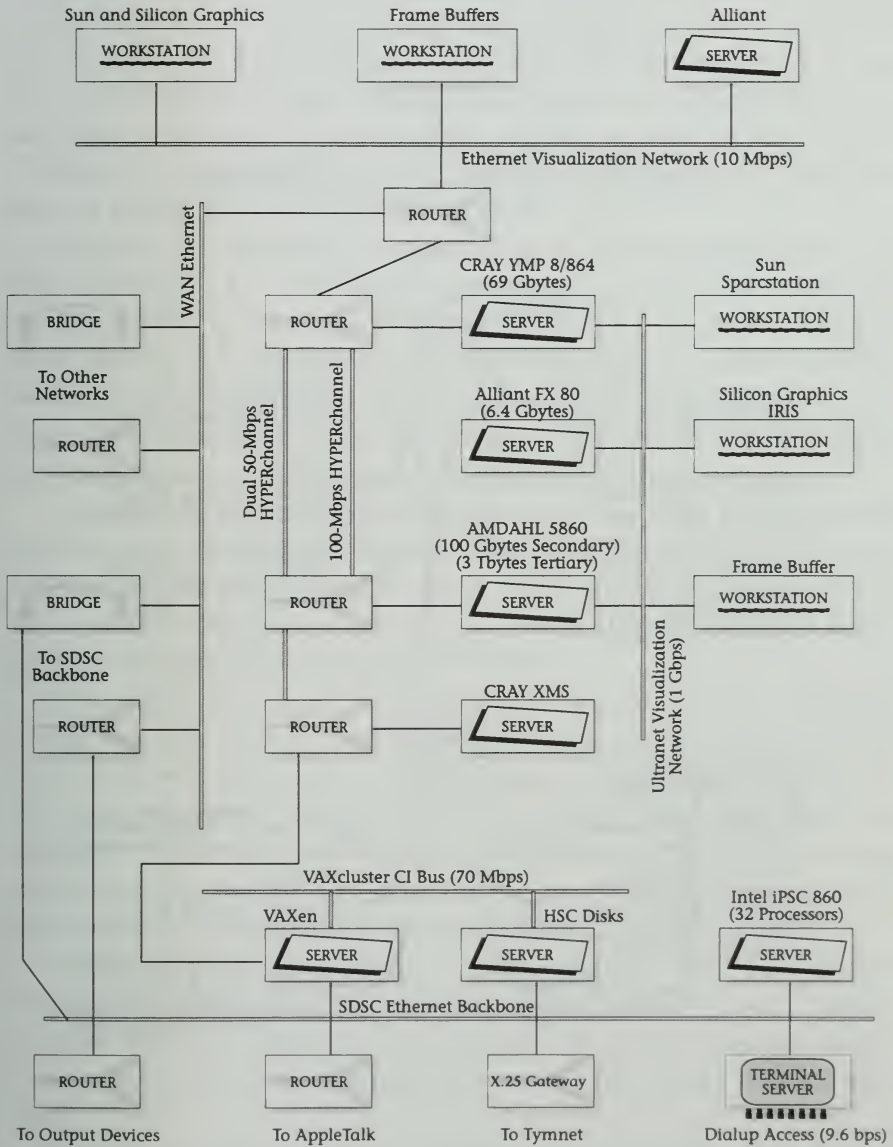 Sun and Silicon Graphics
Frame Buffers
Alliant
WORKSTATION
WORKSTATION
SERVER
Ethernet Visualization Network (10 Mbps)
ROUTER
WAN Ethernet
CRAY YMP 8/864
(69 Gbytes)
Sun
Sparcstation
BRIDGE
ROUTER
SERVER
WORKSTATION
To Other
Networks
Alliant FX 80
(6.4 Gbytes)
Silicon Graphics
IRIS
ROUTER
SERVER
WORKSTATION
Dual 50-Mbps
HYPERchannel
100-Mbps HYPERchannel
AMDAHL 5860
(100 Gbytes Secondary)
(3 Tbytes Tertiary)
Frame Buffer
BRIDGE
ROUTER
SERVER
WORKSTATION
To SDSC
Backbone
CRAY XMS
Ultranet Visualization
Network (1 Gbps)
ROUTER
ROUTER
SERVER
VAXcluster CI Bus (70 Mbps)
VAXen
HSC Disks
Intel iPSC 860
(32 Processors)
SERVER
SERVER
SERVER
SDSC Ethernet Backbone
ROUTER
ROUTER
X.25 Gateway
TERMINAL
SERVER
To Output Devices
To AppleTalk
To Tymnet
Dialup Access (9.6 bps)